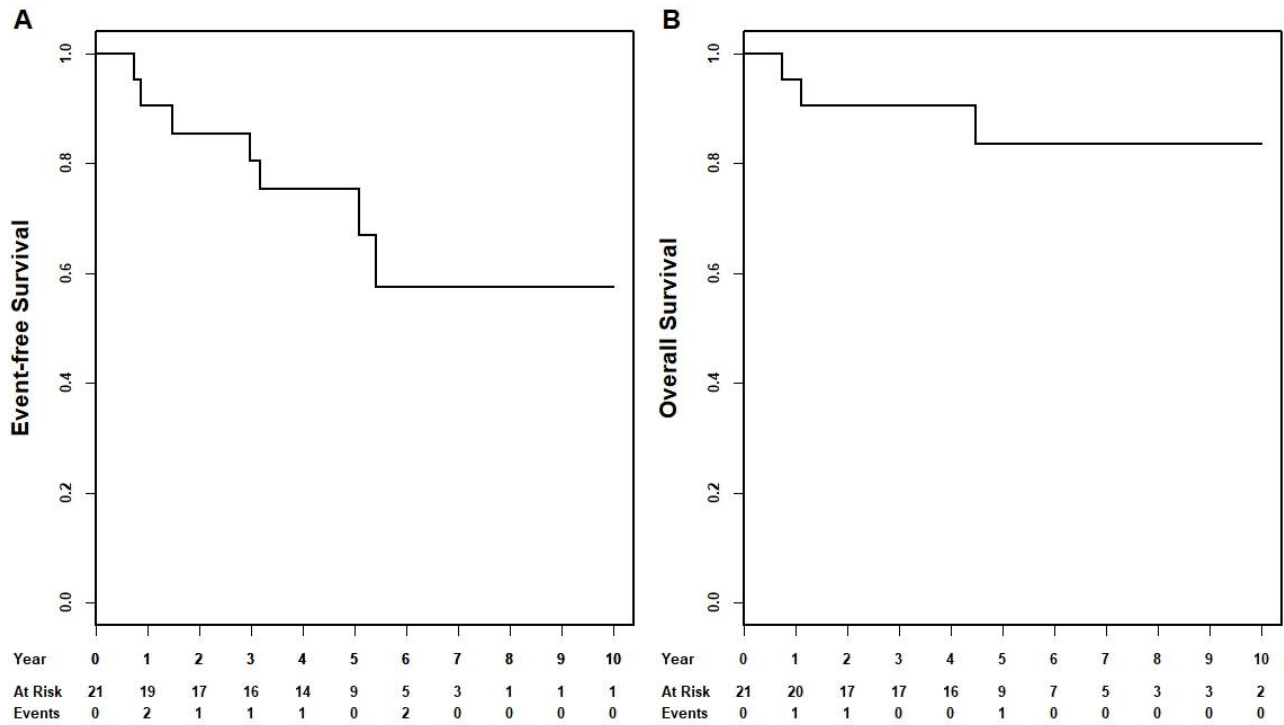 A
Event-free Survival
1.0
0.8
0.6
0.4
0.2
0.0
Year 0 1 2 3 4 5 6 7 8 9 10
At Risk 21 19 17 16 14 9 5 3 1 1 1
Events 0 2 1 1 1 0 2 0 0 0 0
B
Overall Survival
1.0
0.8
0.6
0.4
0.2
0.0
Year 0 1 2 3 4 5 6 7 8 9 10
At Risk 21 20 17 17 16 9 7 5 3 3 2
Events 0 1 1 0 0 1 0 0 0 0 0